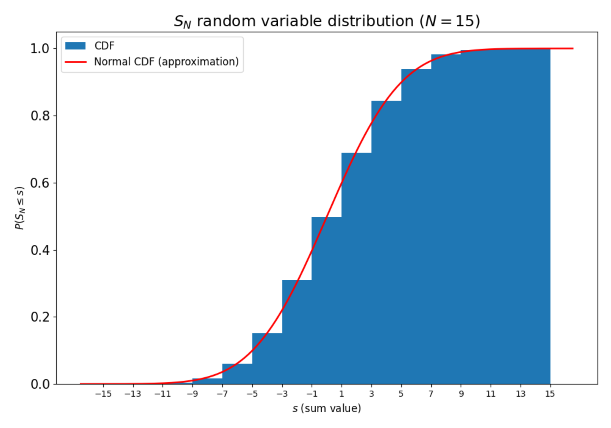 S_N random variable distribution (N = 15)
CDF
Normal CDF (approximation)
1.0
0.8
0.6
0.4
0.2
0.0
P(S_N ≤ s)
−15 −13 −11 −9 −7 −5 −3 −1 1 3 5 7 9 11 13 15
s (sum value)